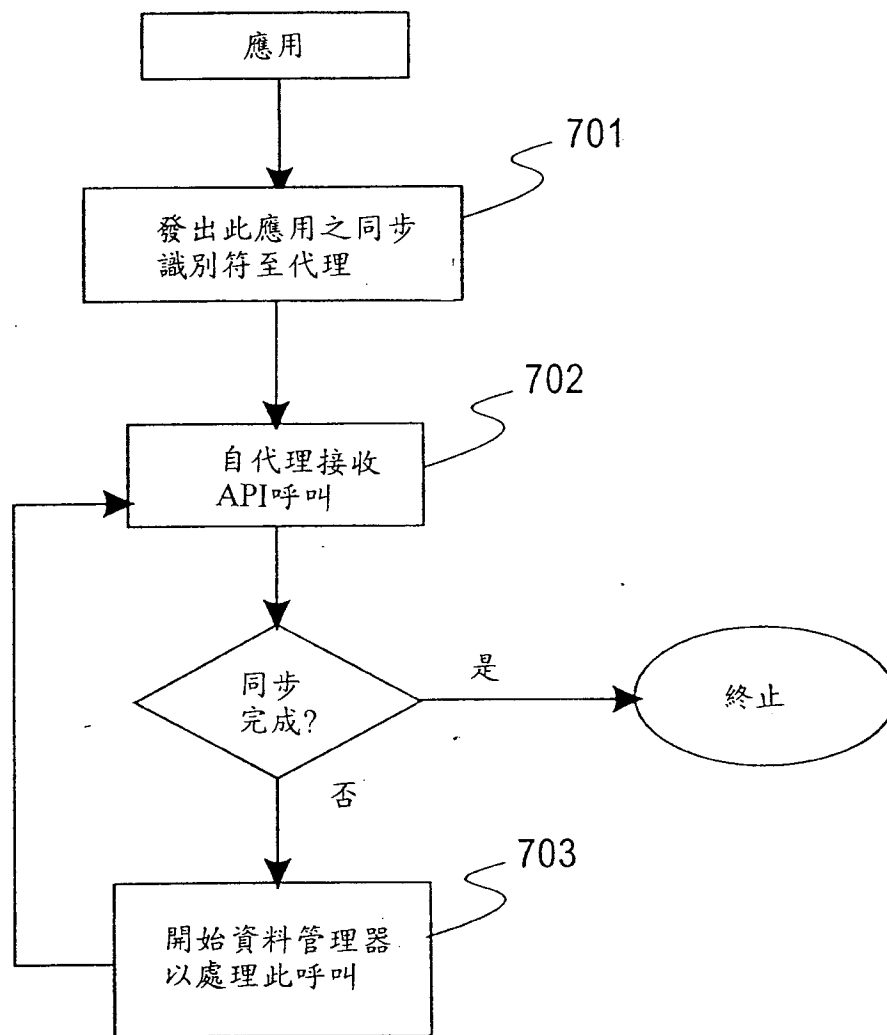 應用
701
發出此應用之同步
識別符至代理
702
自代理接收
API呼叫
同步
完成?
是
終止
否
703
開始資料管理器
以處理此呼叫